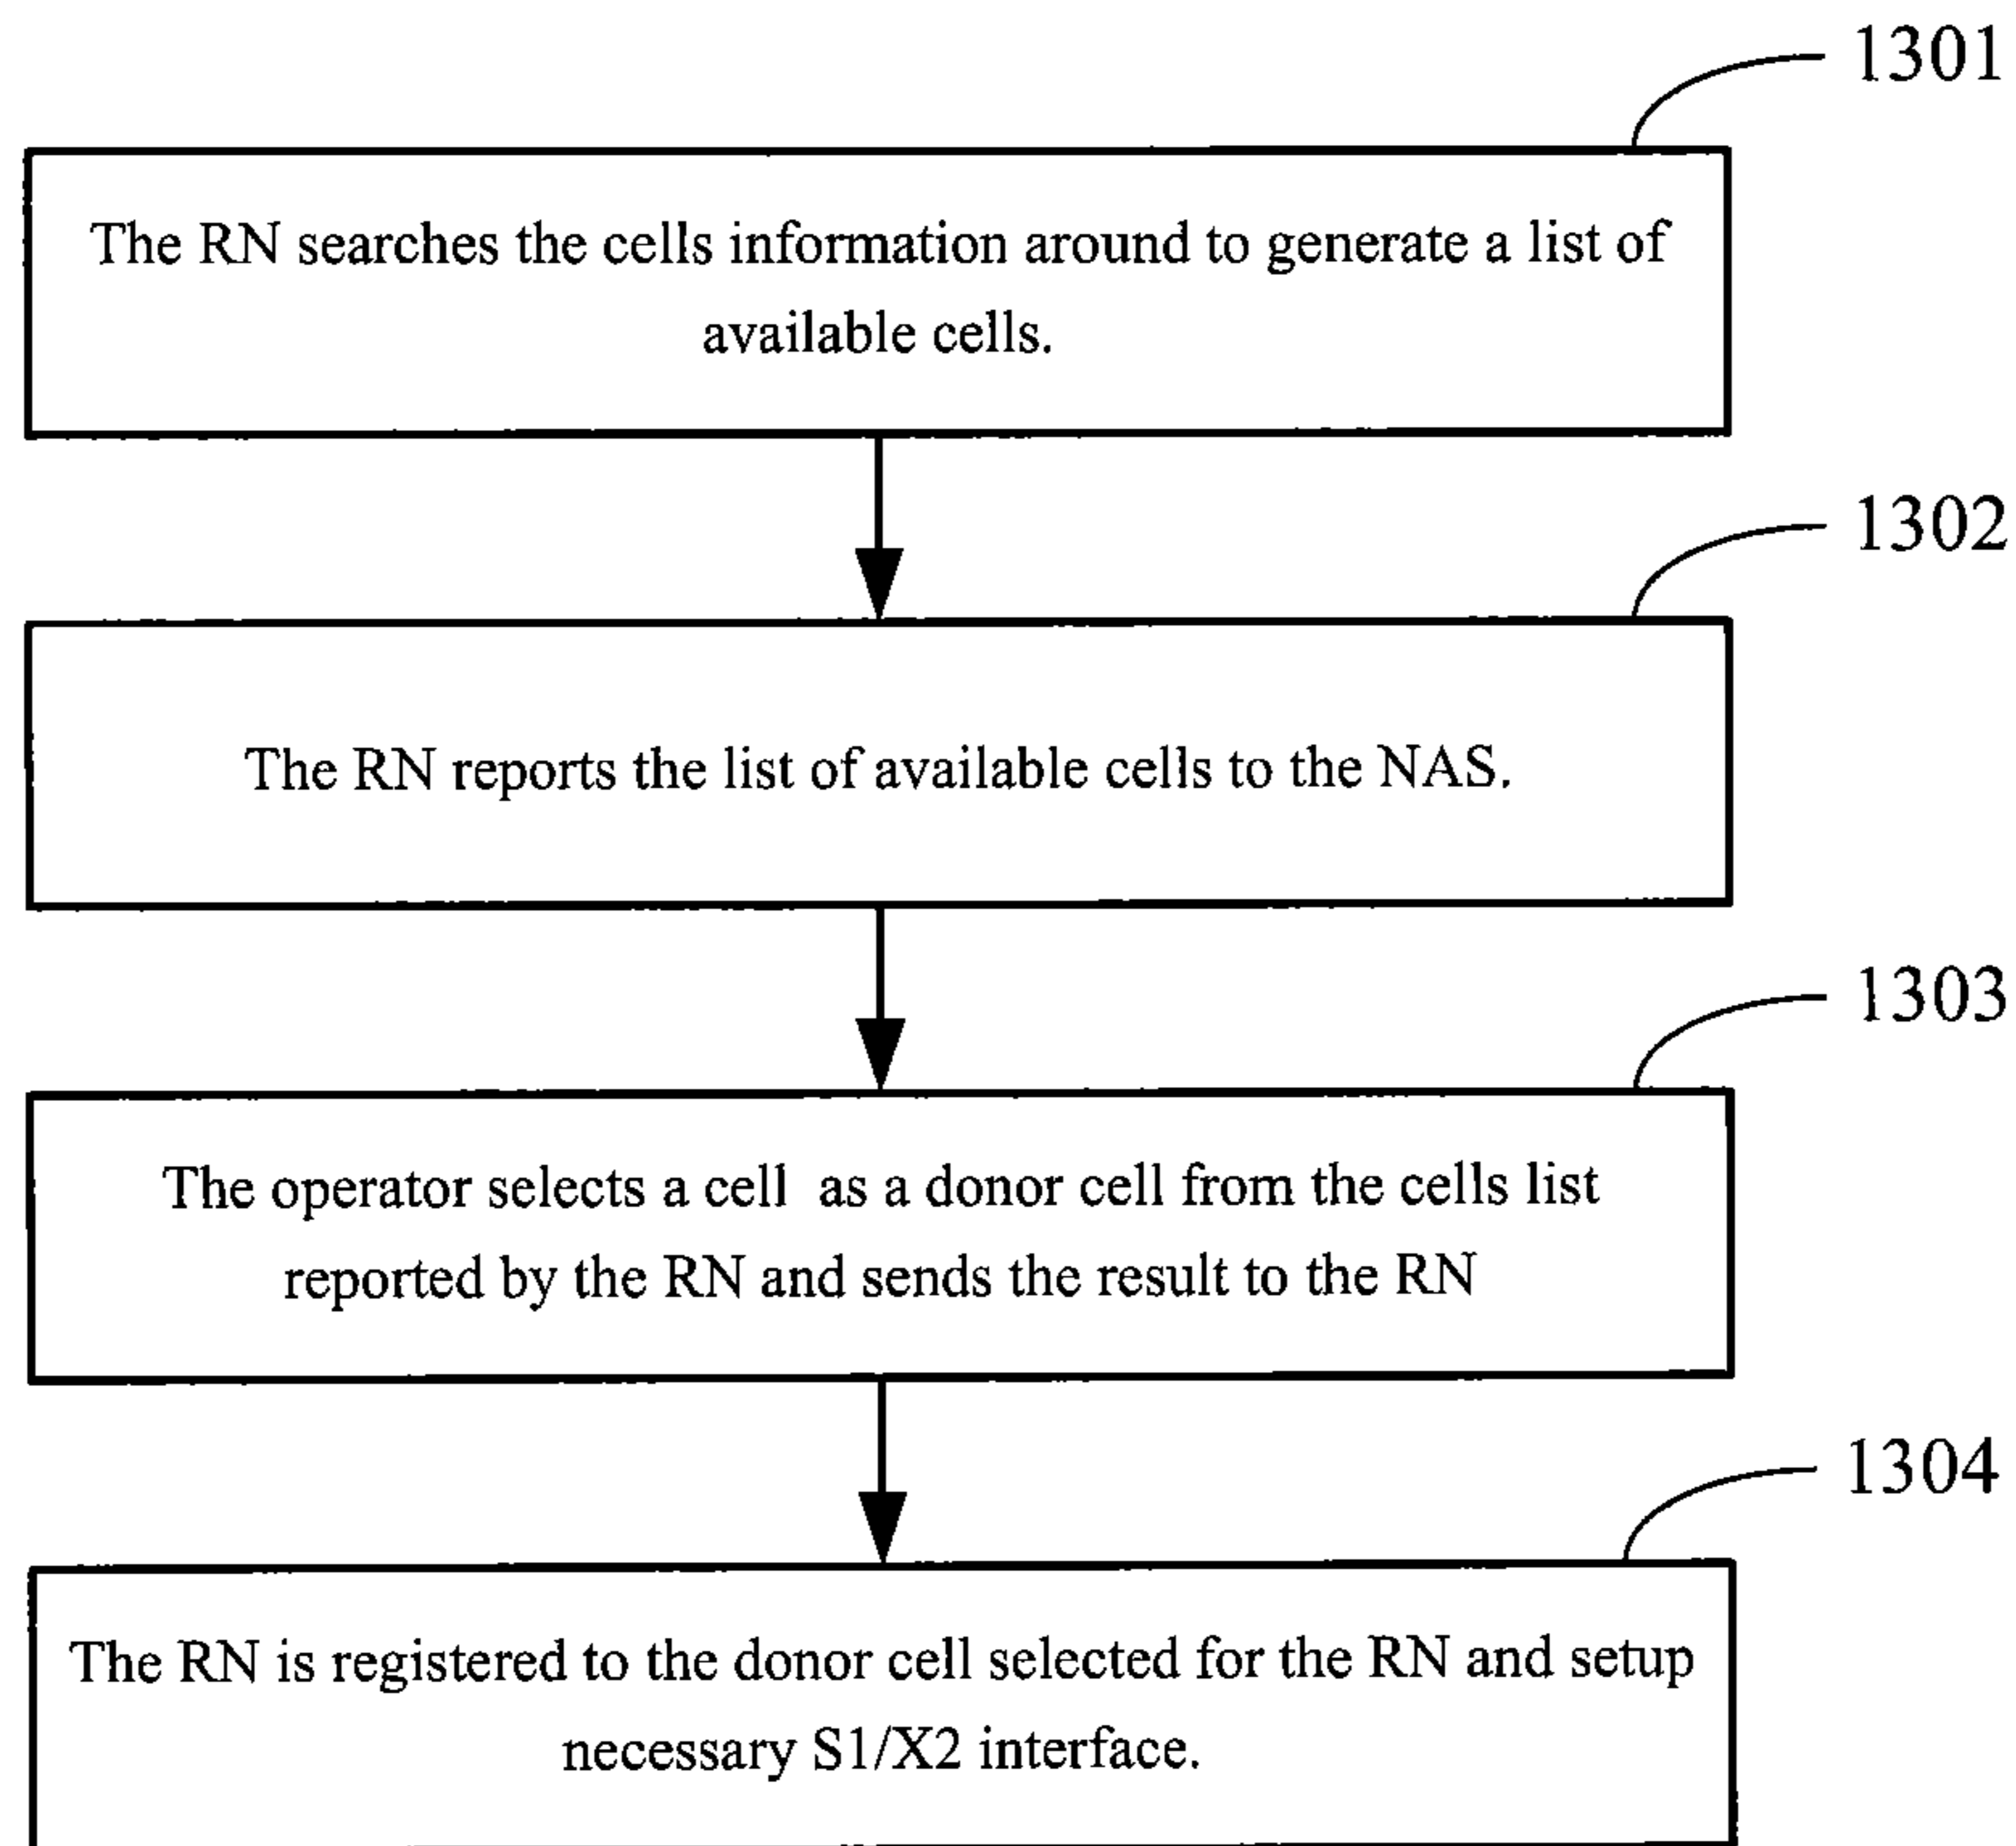 1301
The RN searches the cells information around to generate a list of
available cells.
1302
The RN reports the list of available cells to the NAS.
1303
The operator selects a cell as a donor cell from the cells list
reported by the RN and sends the result to the RN
1304
The RN is registered to the donor cell selected for the RN and setup
necessary S1/X2 interface.